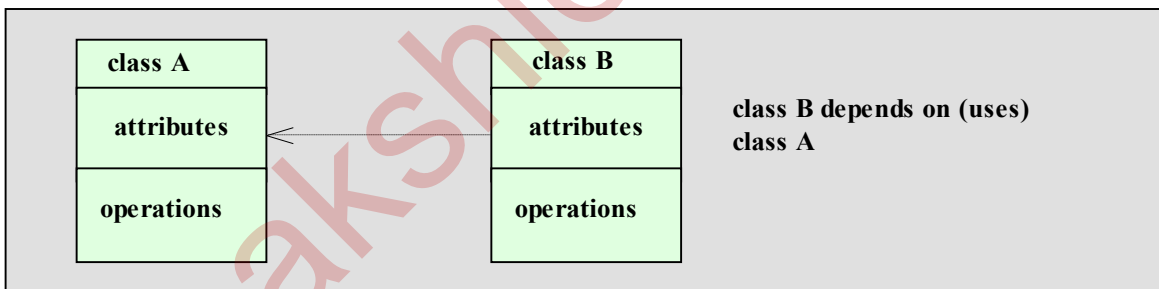 class A
attributes
operations
class B
attributes
operations
class B depends on (uses)
class A